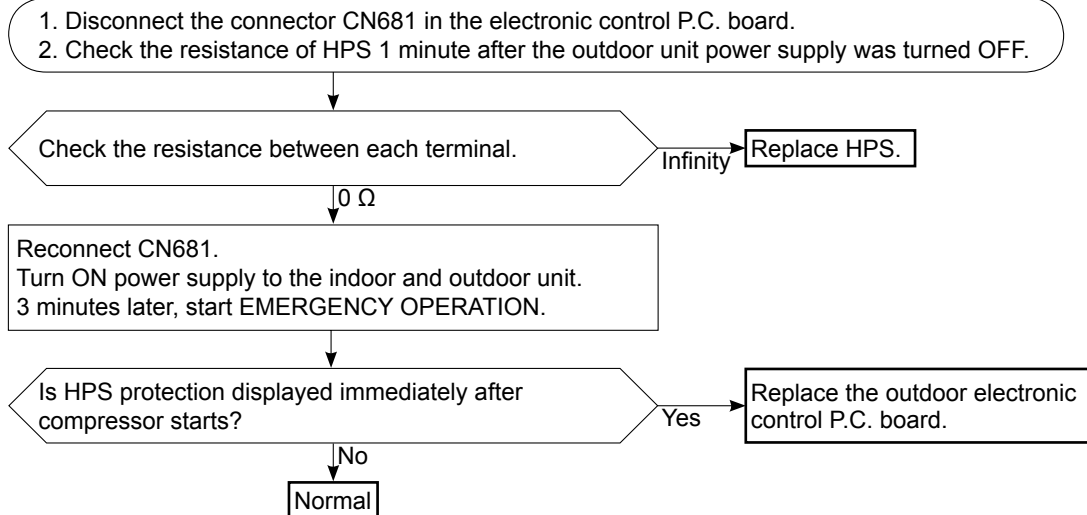 1. Disconnect the connector CN681 in the electronic control P.C. board.
2. Check the resistance of HPS 1 minute after the outdoor unit power supply was turned OFF.
Check the resistance between each terminal.
Infinity
Replace HPS.
0 Ω
Reconnect CN681.
Turn ON power supply to the indoor and outdoor unit.
3 minutes later, start EMERGENCY OPERATION.
Is HPS protection displayed immediately after
compressor starts?
Yes
Replace the outdoor electronic
control P.C. board.
No
Normal